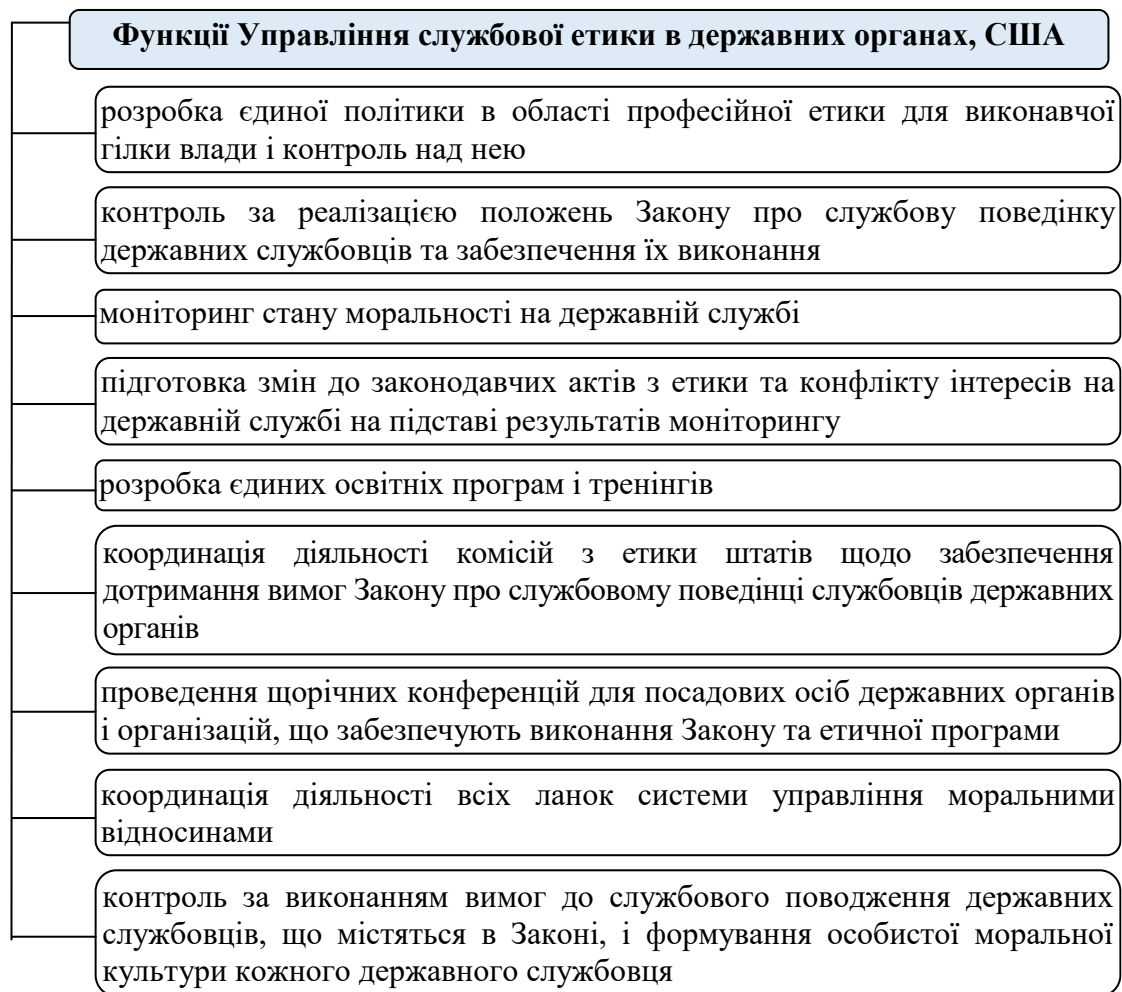 Функції Управління службової етики в державних органах, США
розробка єдиної політики в області професійної етики для виконавчої
гілки влади і контроль над нею
контроль за реалізацією положень Закону про службову поведінку
державних службовців та забезпечення їх виконання
моніторинг стану моральності на державній службі
підготовка змін до законодавчих актів з етики та конфлікту інтересів на
державній службі на підставі результатів моніторингу
розробка єдиних освітніх програм і тренінгів
координація діяльності комісій з етики штатів щодо забезпечення
дотримання вимог Закону про службовому поведінці службовців державних
органів
проведення щорічних конференцій для посадових осіб державних органів
і організацій, що забезпечують виконання Закону та етичної програми
координація діяльності всіх ланок системи управління моральними
відносинами
контроль за виконанням вимог до службового поводження державних
службовців, що містяться в Законі, і формування особистої моральної
культури кожного державного службовця